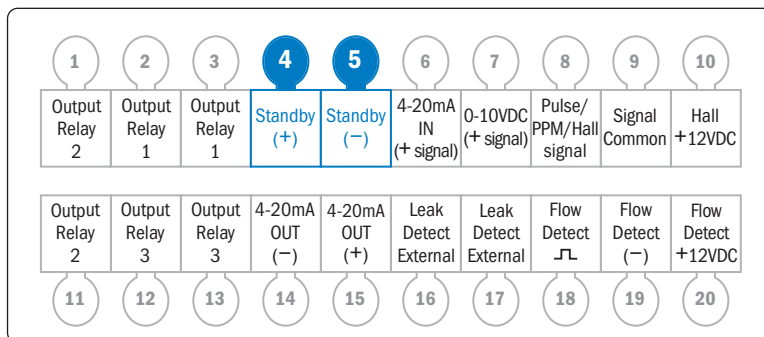 1 2 3 4 5 6 7 8 9 10
Output Relay 2
Output Relay 1
Output Relay 1
Standby (+)
Standby (−)
4-20mA IN (+ signal)
0-10VDC (+ signal)
Pulse/ PPM/Hall signal
Signal Common
Hall +12VDC
Output Relay 2
Output Relay 3
Output Relay 3
4-20mA OUT (−)
4-20mA OUT (+)
Leak Detect External
Leak Detect External
Flow Detect
Flow Detect (−)
Flow Detect +12VDC
11 12 13 14 15 16 17 18 19 20